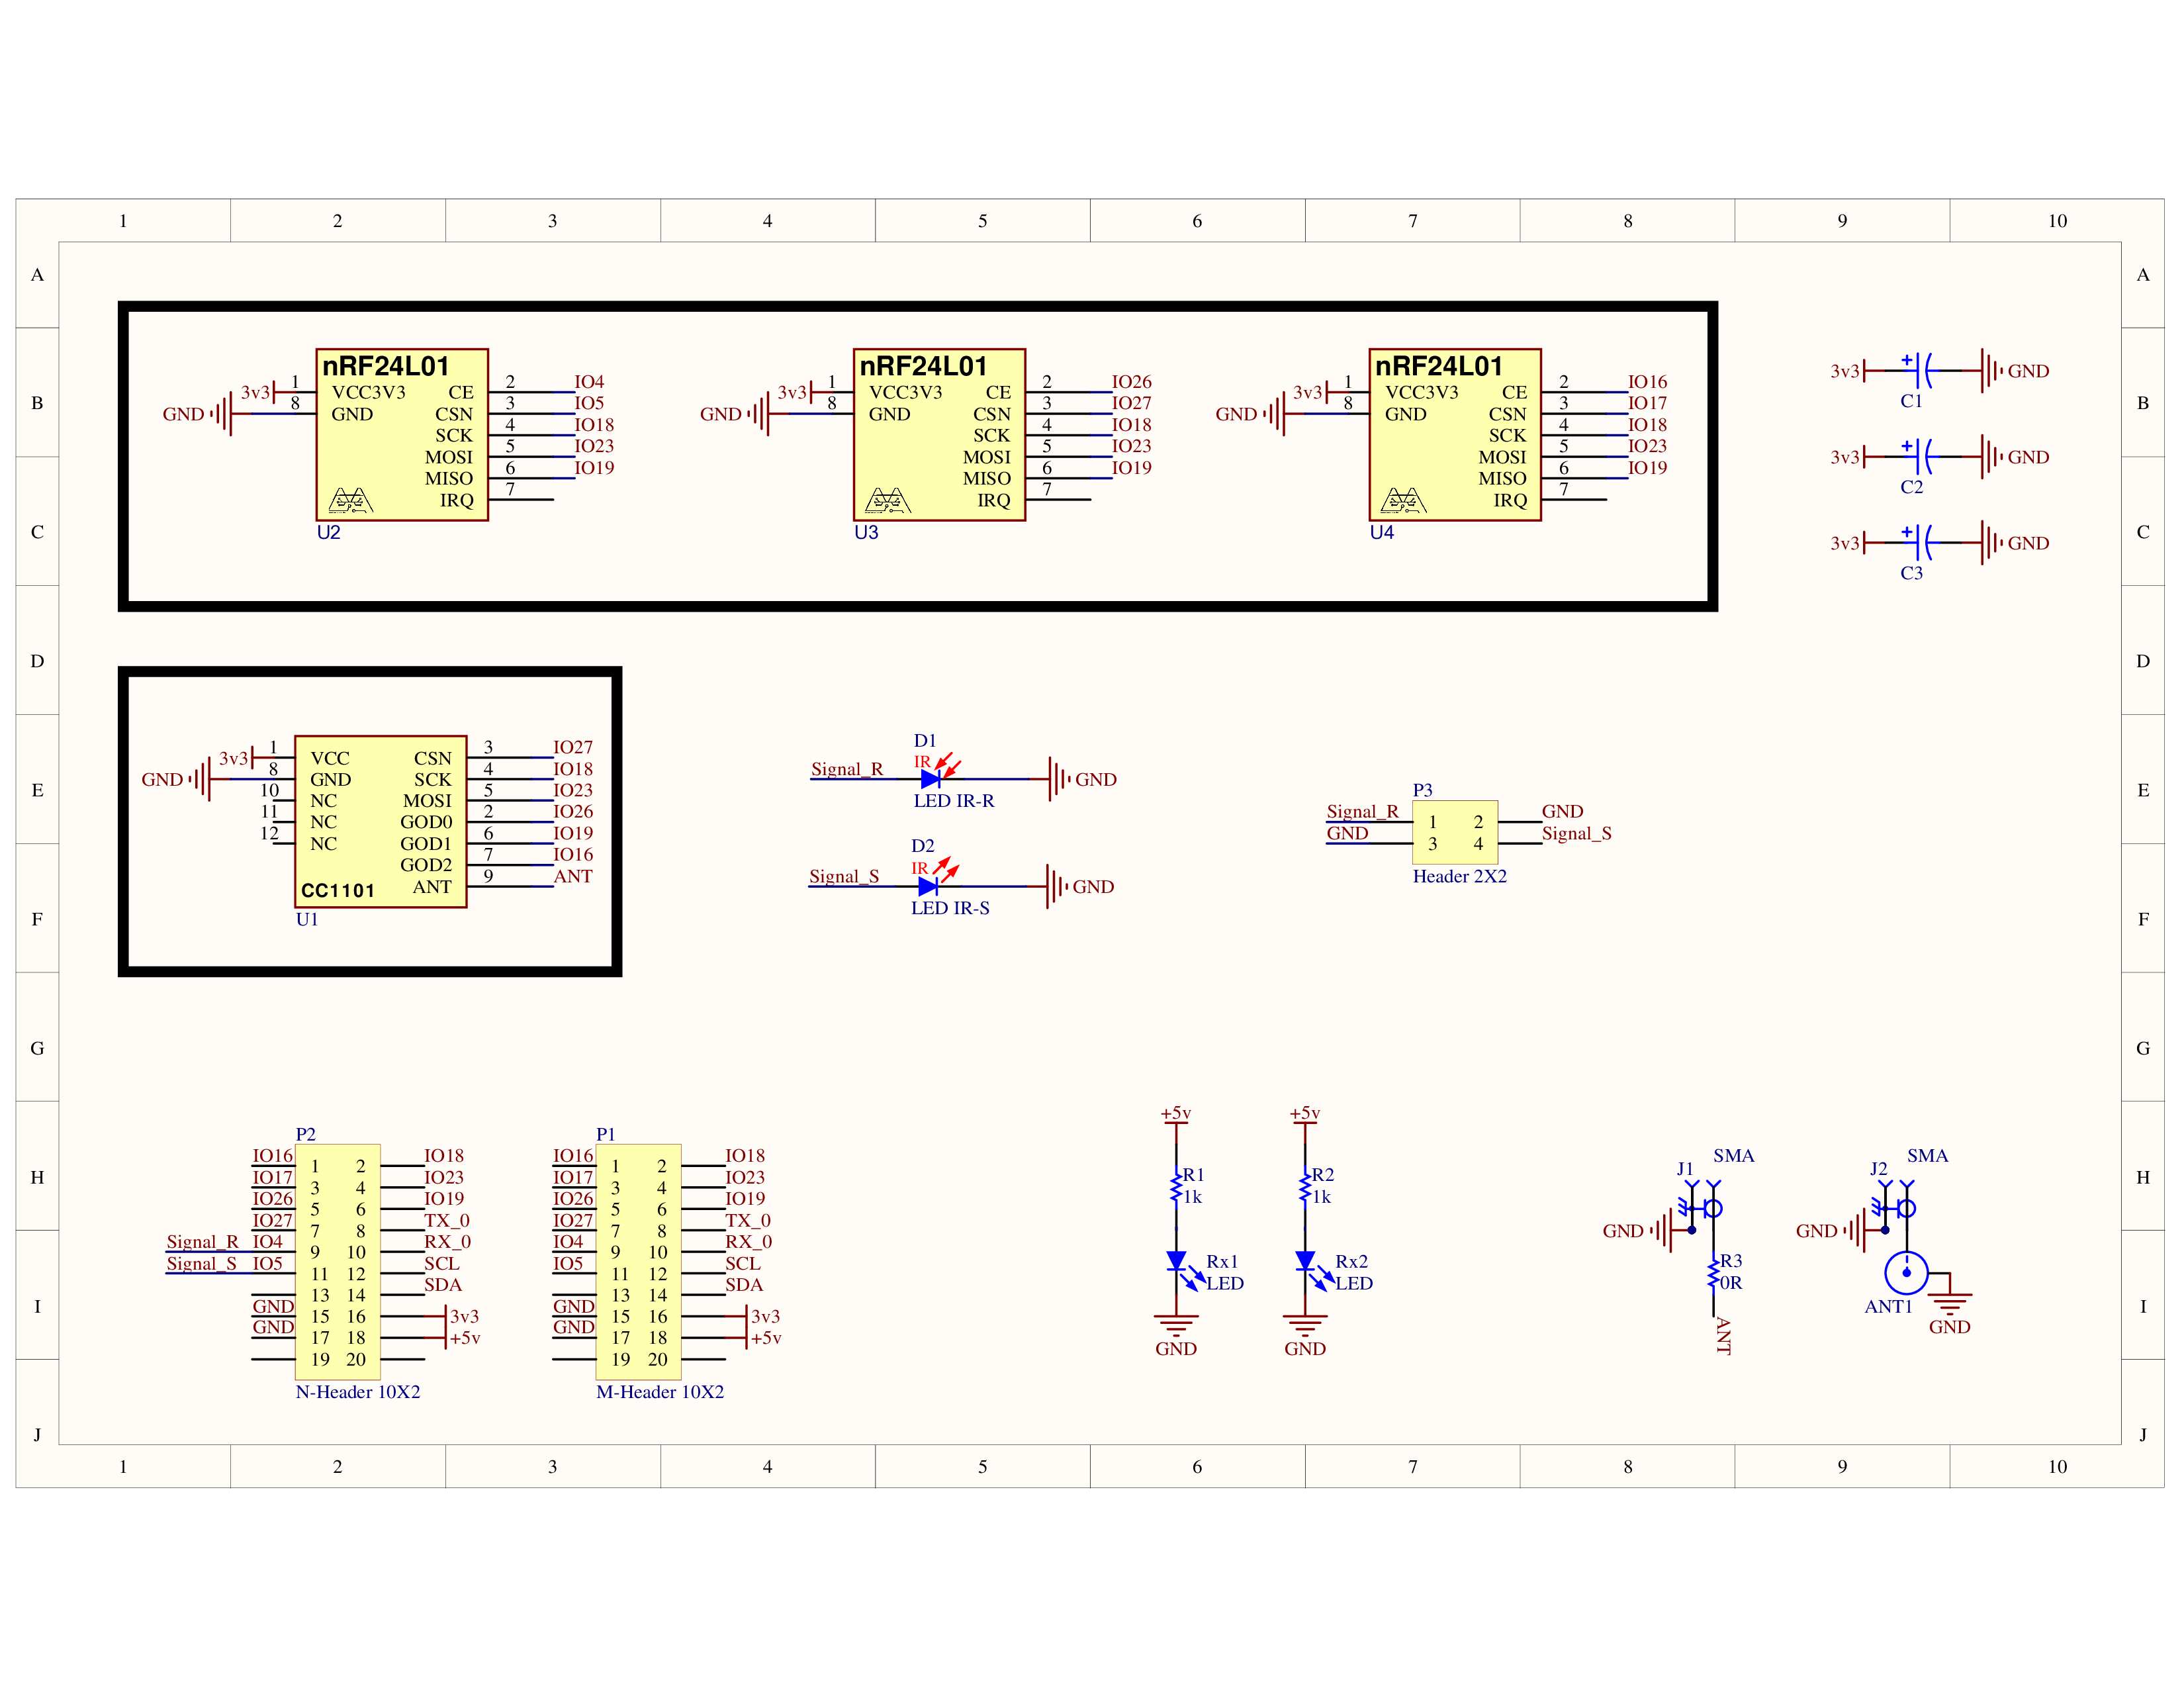 1 2 3 4 5 6 7 8 9 10
A A
B B
C C
D D
E E
F F
G G
H H
I I
J J
nRF24L01
3v3 1 VCC3V3 CE 2 IO4
GND 8 GND CSN 3 IO5
SCK 4 IO18
MOSI 5 IO23
MISO 6 IO19
IRQ 7
U2
nRF24L01
3v3 1 VCC3V3 CE 2 IO26
GND 8 GND CSN 3 IO27
SCK 4 IO18
MOSI 5 IO23
MISO 6 IO19
IRQ 7
U3
nRF24L01
3v3 1 VCC3V3 CE 2 IO16
GND 8 GND CSN 3 IO17
SCK 4 IO18
MOSI 5 IO23
MISO 6 IO19
IRQ 7
U4
3v3 + GND
C1
3v3 + GND
C2
3v3 + GND
C3
3v3 1 VCC CSN 3 IO27
GND 8 GND SCK 4 IO18
10 NC MOSI 5 IO23
11 NC GOD0 2 IO26
12 NC GOD1 6 IO19
GOD2 7 IO16
CC1101 ANT 9 ANT
U1
D1
IR
Signal_R GND
LED IR-R
D2
IR
Signal_S GND
LED IR-S
P3
Signal_R 1 2 GND
GND 3 4 Signal_S
Header 2X2
P2
IO16 1 2 IO18
IO17 3 4 IO23
IO26 5 6 IO19
IO27 7 8 TX_0
Signal_R IO4 9 10 RX_0
Signal_S IO5 11 12 SCL
13 14 SDA
GND 15 16 3v3
GND 17 18 +5v
19 20
N-Header 10X2
P1
IO16 1 2 IO18
IO17 3 4 IO23
IO26 5 6 IO19
IO27 7 8 TX_0
IO4 9 10 RX_0
IO5 11 12 SCL
13 14 SDA
GND 15 16 3v3
GND 17 18 +5v
19 20
M-Header 10X2
+5v
R1
1k
Rx1
LED
GND
+5v
R2
1k
Rx2
LED
GND
J1 SMA
GND
R3
0R
ANT
J2 SMA
GND
ANT1
GND
1 2 3 4 5 6 7 8 9 10